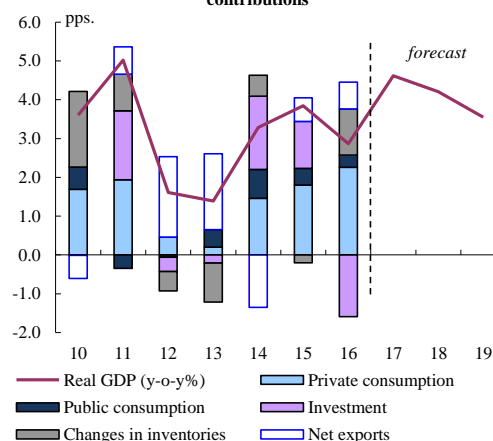 contributions
pps.
forecast
6.0
5.0
4.0
3.0
2.0
1.0
0.0
-1.0
-2.0
10 11 12 13 14 15 16 17 18 19
Real GDP (y-o-y%) Private consumption
Public consumption Investment
Changes in inventories Net exports